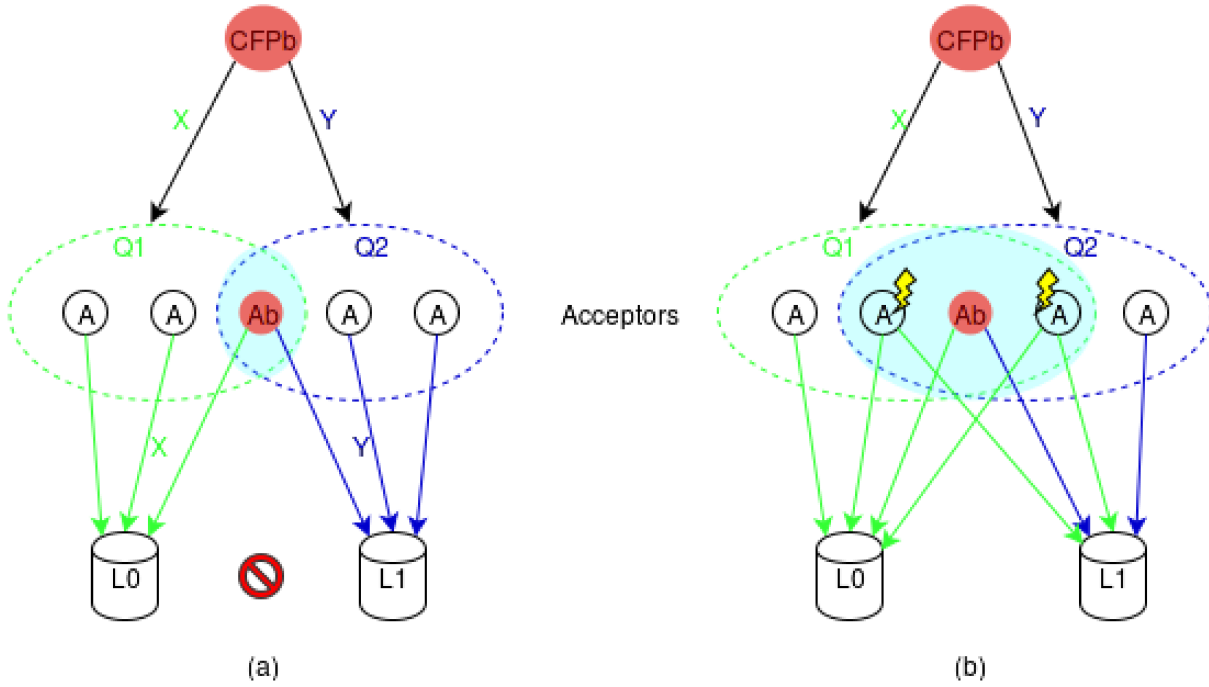 CFPb CFPb
X Y X Y
Q1 Q2 Q1 Q2
A A Ab A A Acceptors A A Ab A A
X Y
L0 L1 L0 L1
(a) (b)